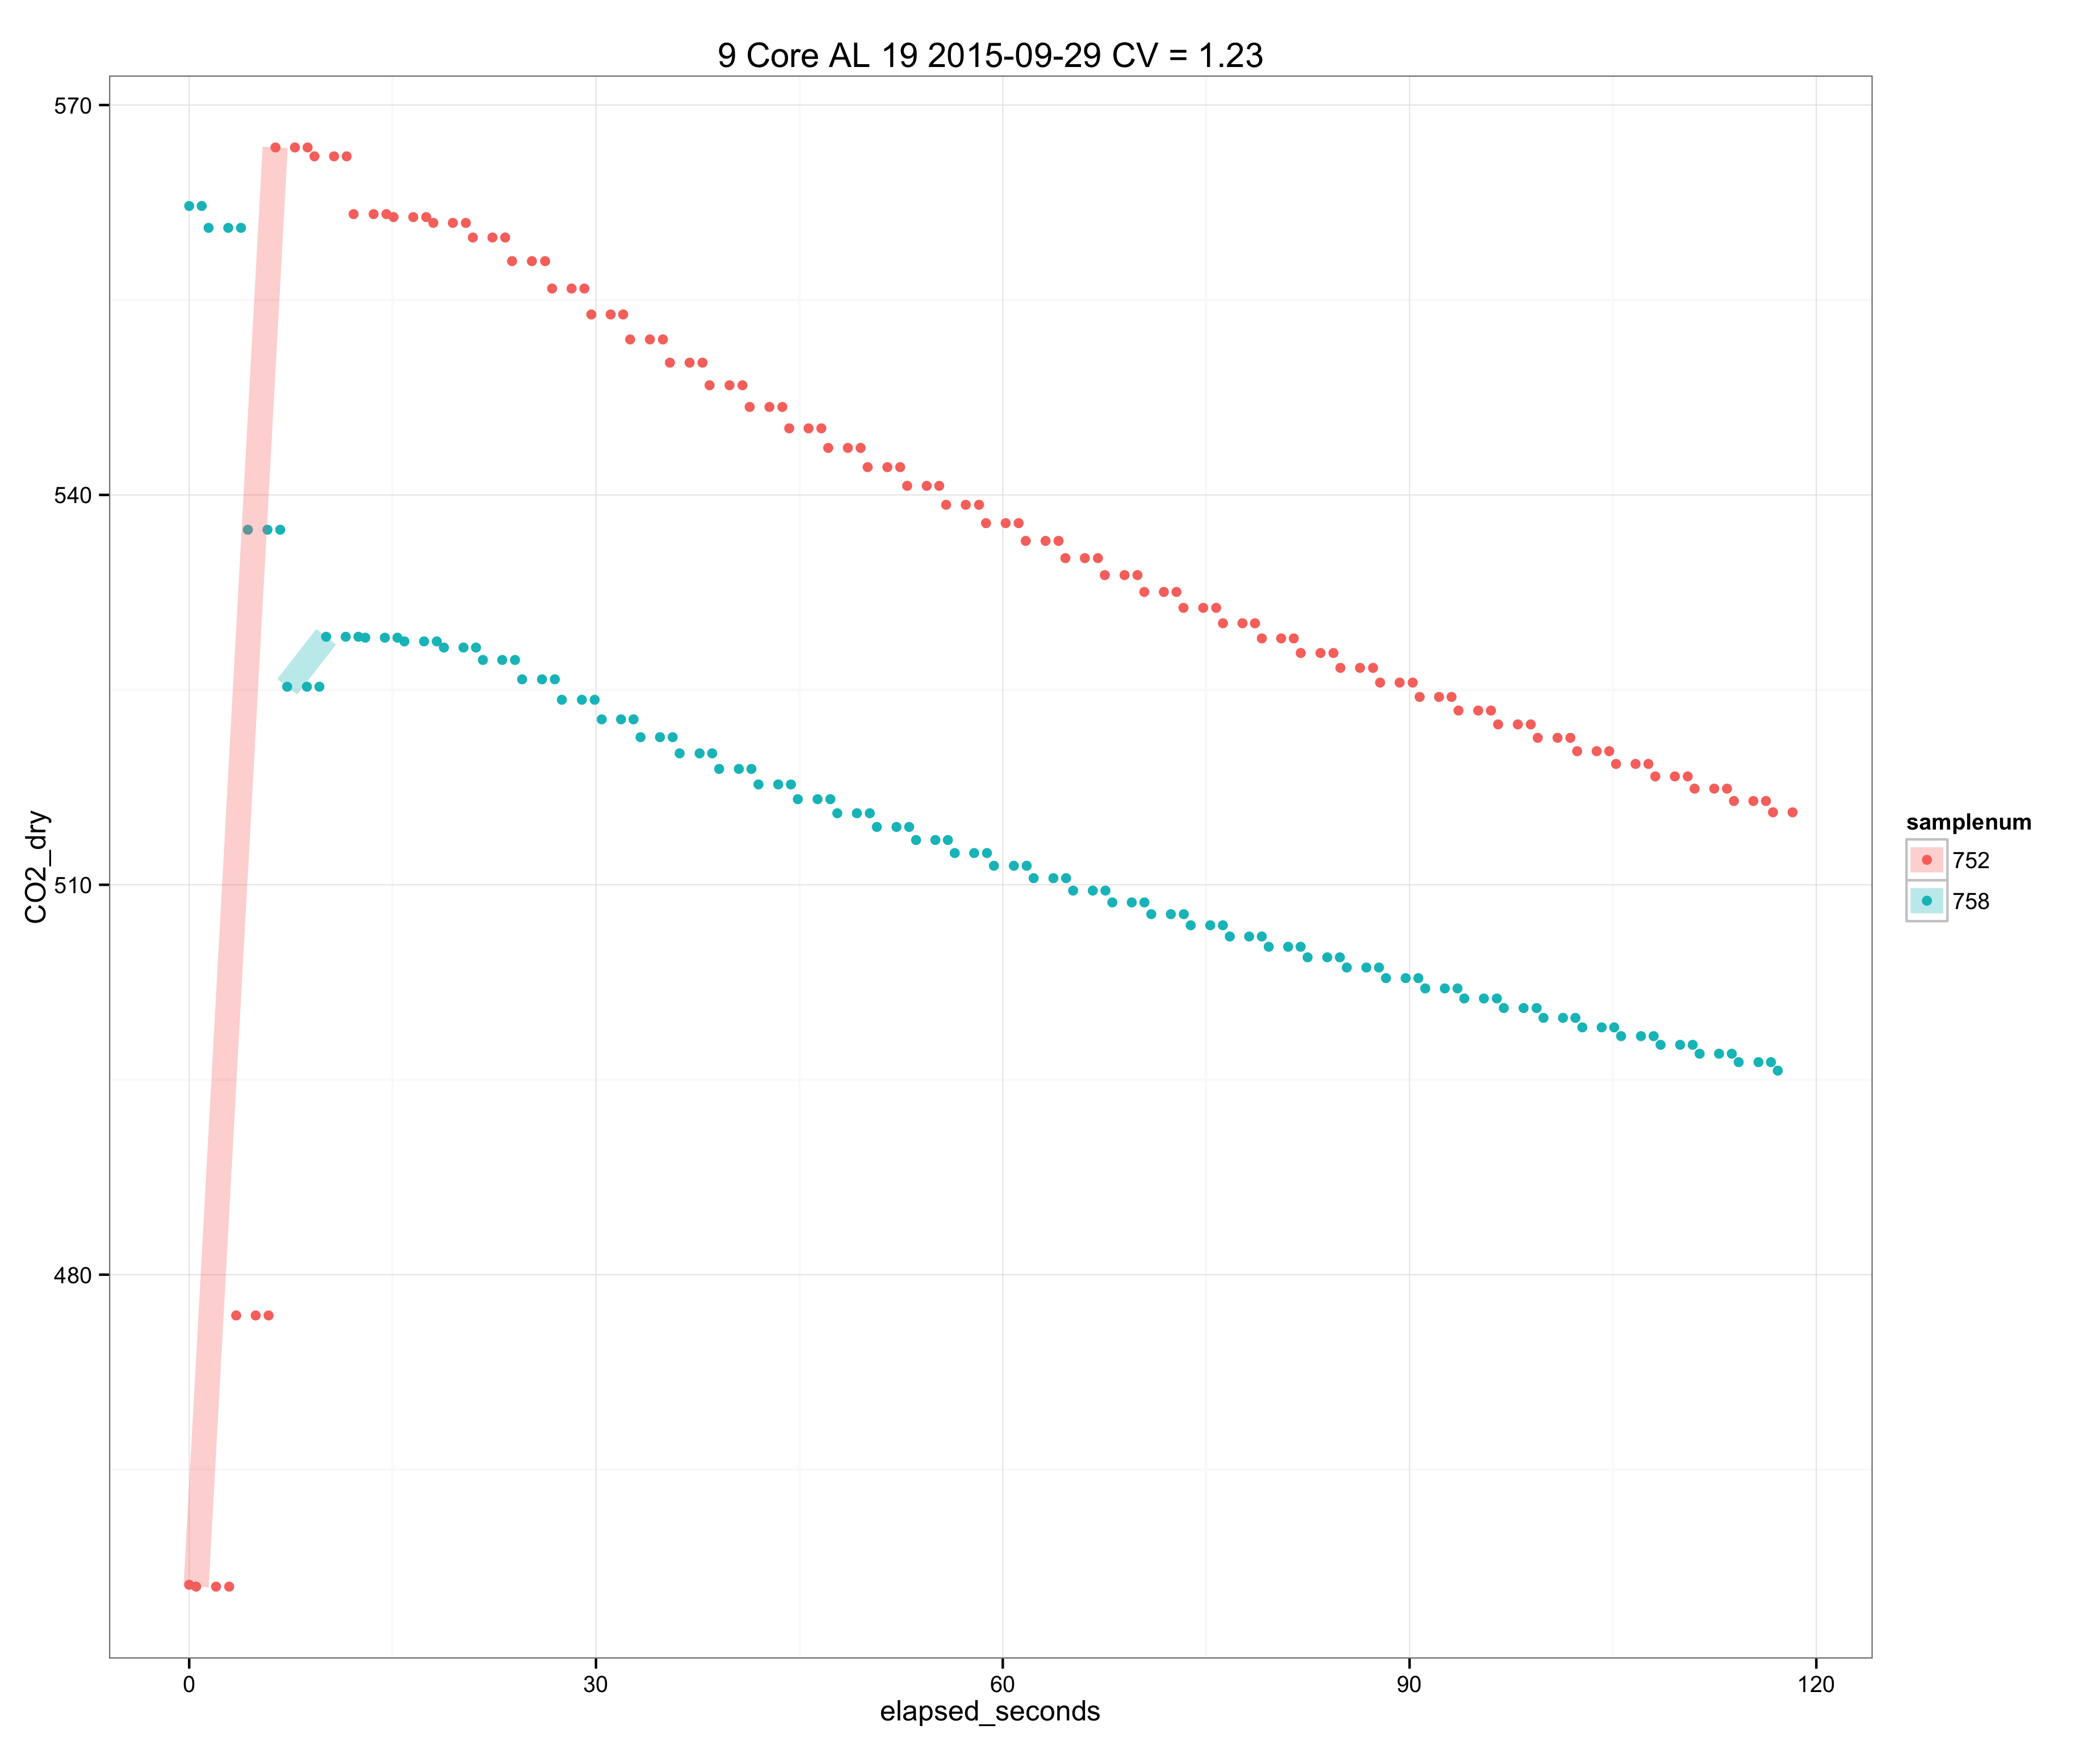 9 Core AL 19 2015-09-29 CV = 1.23
570
540
510
480
CO2_dry
0 30 60 90 120
elapsed_seconds
samplenum
752
758